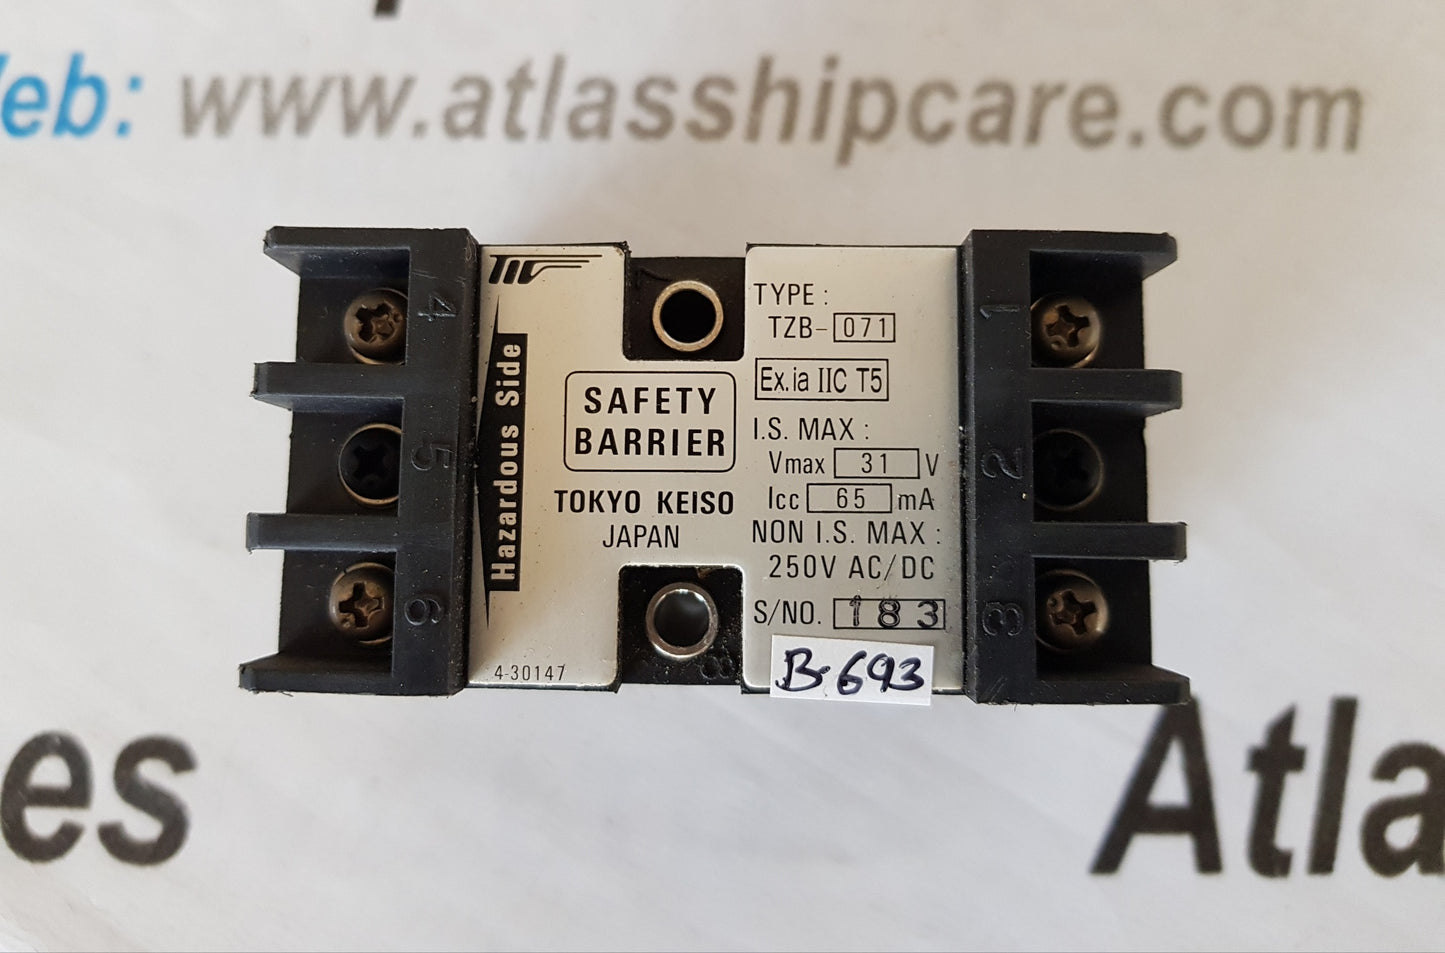 eb: www.atlasshipcare.com
4
5
6
Hazardous Side
SAFETY
BARRIER
TOKYO KEISO
JAPAN
4-30147
TYPE :
TZB-071
Ex.ia IIC T5
I.S. MAX :
Vmax 31 V
Icc 65 mA
NON I.S. MAX :
250V AC/DC
S/NO. 183
B-693
8
1
2
3
es
Atla